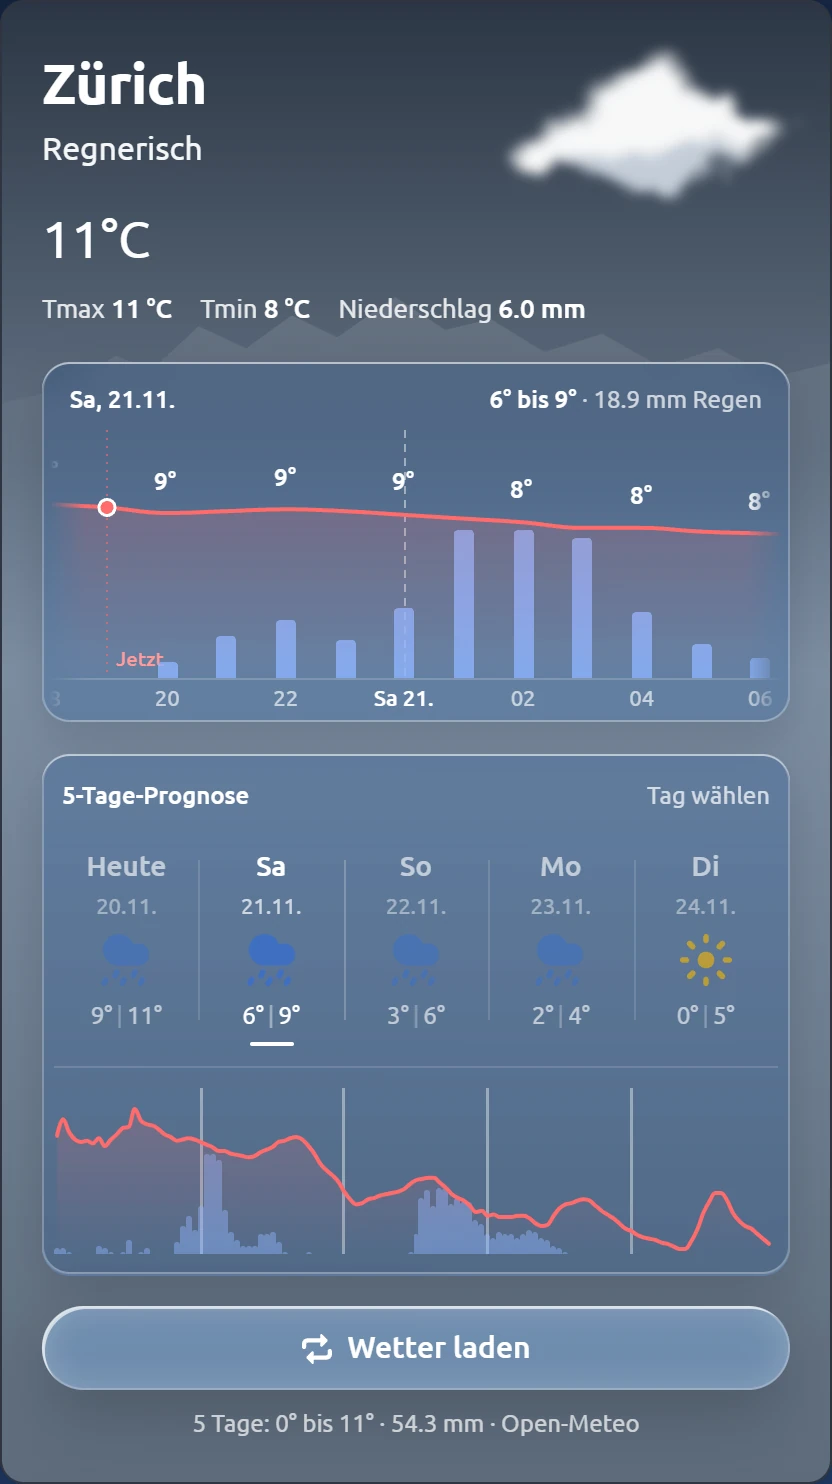 Zürich
Regnerisch
11°C
Tmax 11 °C Tmin 8 °C Niederschlag 6.0 mm
Sa, 21.11. 6° bis 9° · 18.9 mm Regen
9° 9° 9° 8° 8° 8°
Jetzt
20 22 Sa 21. 02 04 06
5-Tage-Prognose Tag wählen
Heute Sa So Mo Di
20.11. 21.11. 22.11. 23.11. 24.11.
9° | 11° 6° | 9° 3° | 6° 2° | 4° 0° | 5°
Wetter laden
5 Tage: 0° bis 11° · 54.3 mm · Open-Meteo